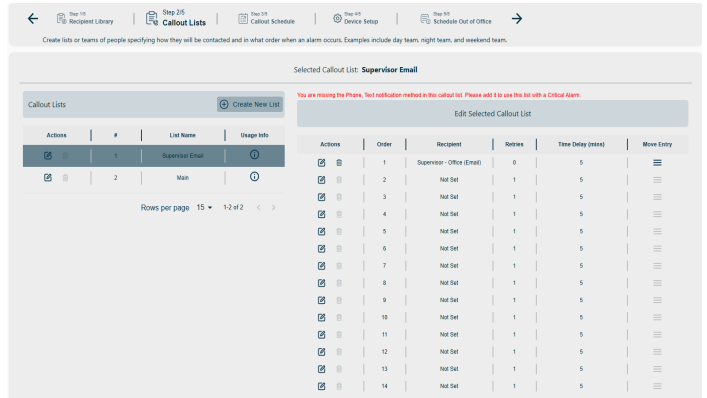 Step 1/5
Recipient Library
Step 2/5
Callout Lists
Step 3/5
Callout Schedule
Step 4/5
Device Setup
Step 5/5
Schedule Out of Office
Create lists or teams of people specifying how they will be contacted and in what order when an alarm occurs. Examples include day team, night team, and weekend team.
Selected Callout List: Supervisor Email
Callout Lists
Create New List
Actions # List Name Usage Info
1 Supervisor Email
2 Main
Rows per page 15 1-2 of 2
You are missing the Phone, Text notification method in this callout list. Please add it to use this list with a Critical Alarm.
Edit Selected Callout List
Actions Order Recipient Retries Time Delay (mins) Move Entry
1 Supervisor - Office (Email) 0 5
2 Not Set 1 5
3 Not Set 1 5
4 Not Set 1 5
5 Not Set 1 5
6 Not Set 1 5
7 Not Set 1 5
8 Not Set 1 5
9 Not Set 1 5
10 Not Set 1 5
11 Not Set 1 5
12 Not Set 1 5
13 Not Set 1 5
14 Not Set 1 5